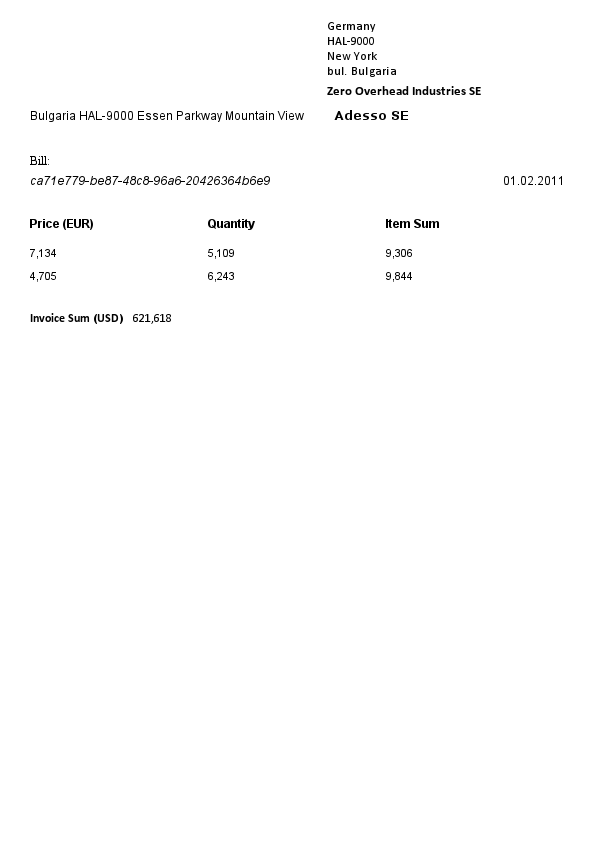 Germany
HAL-9000
New York
bul. Bulgaria
Zero Overhead Industries SE
Bulgaria HAL-9000 Essen Parkway Mountain View Adesso SE
Bill:
ca71e779-be87-48c8-96a6-20426364b6e9 01.02.2011
Price (EUR) Quantity Item Sum
7,134 5,109 9,306
4,705 6,243 9,844
Invoice Sum (USD) 621,618